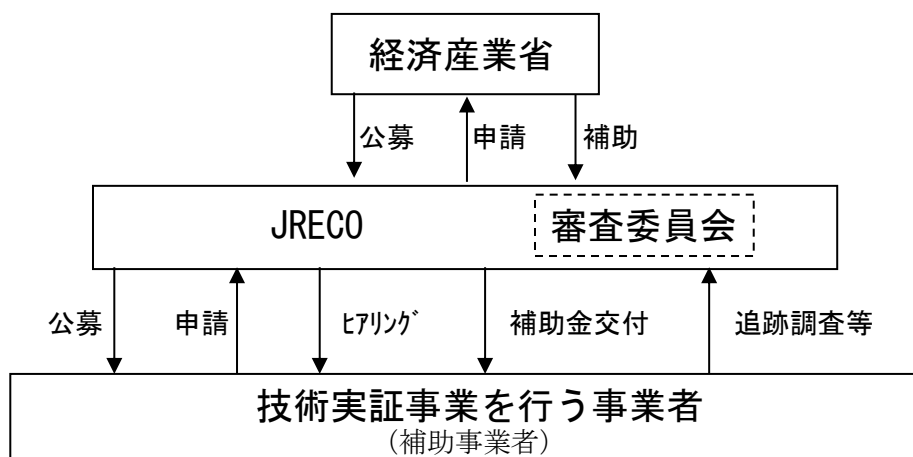 経済産業省
公募 申請 補助
JRECO 審査委員会
公募 申請 ﾋｱﾘﾝｸﾞ 補助金交付 追跡調査等
技術実証事業を行う事業者
（補助事業者）